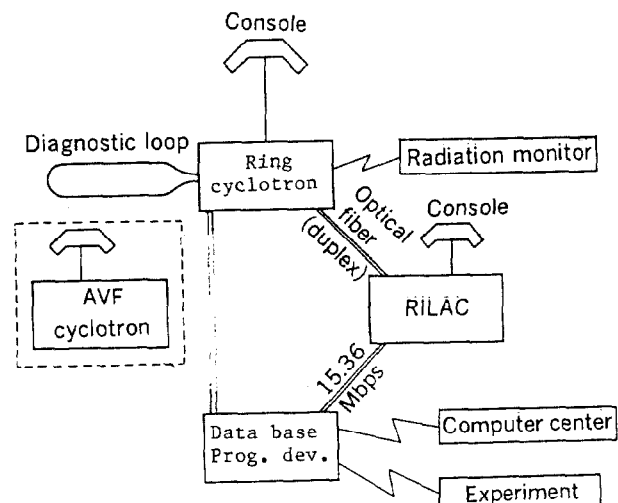 Console
Diagnostic loop
Ring
cyclotron
Radiation monitor
Optical
fiber
(duplex)
Console
AVF
cyclotron
RILAC
15.36
Mbps
Data base
Prog. dev.
Computer center
Experiment